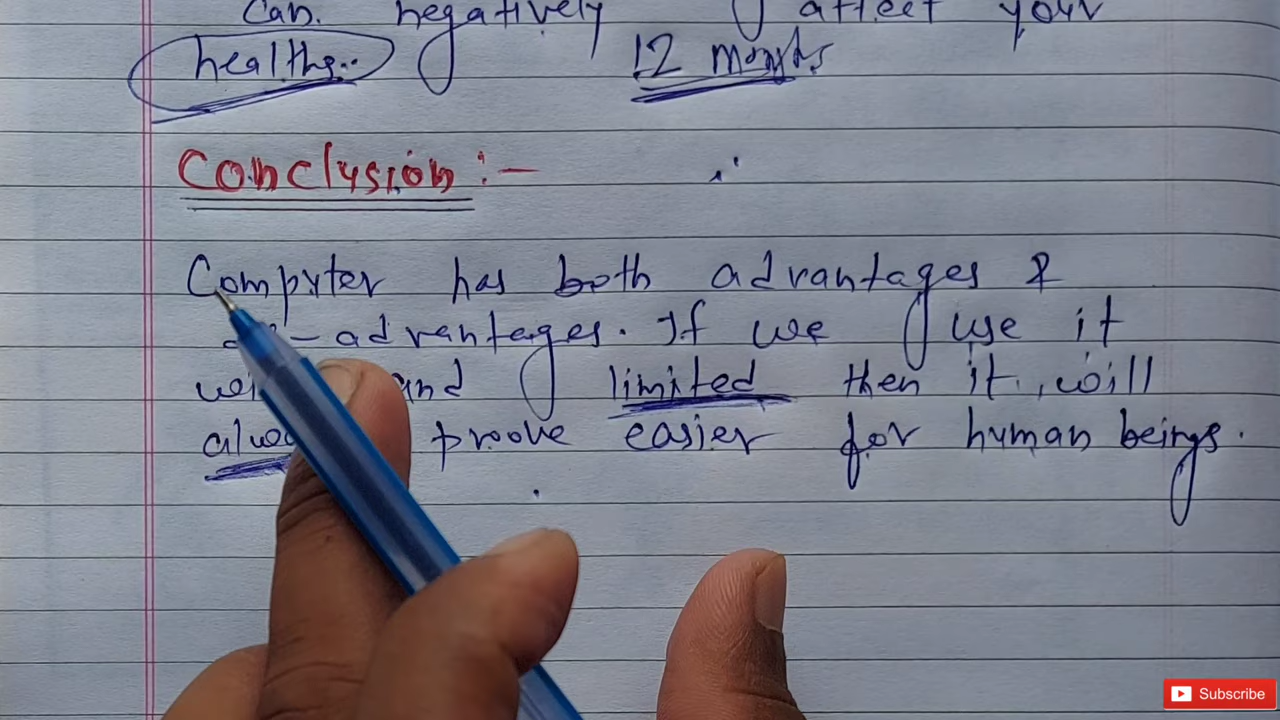 can negatively affect your
healths.. 12 months
Conclusion :-
Computer has both advantages &
-advantages. If we use it
and limited then it, will
prove easier for human beings.
Subscribe